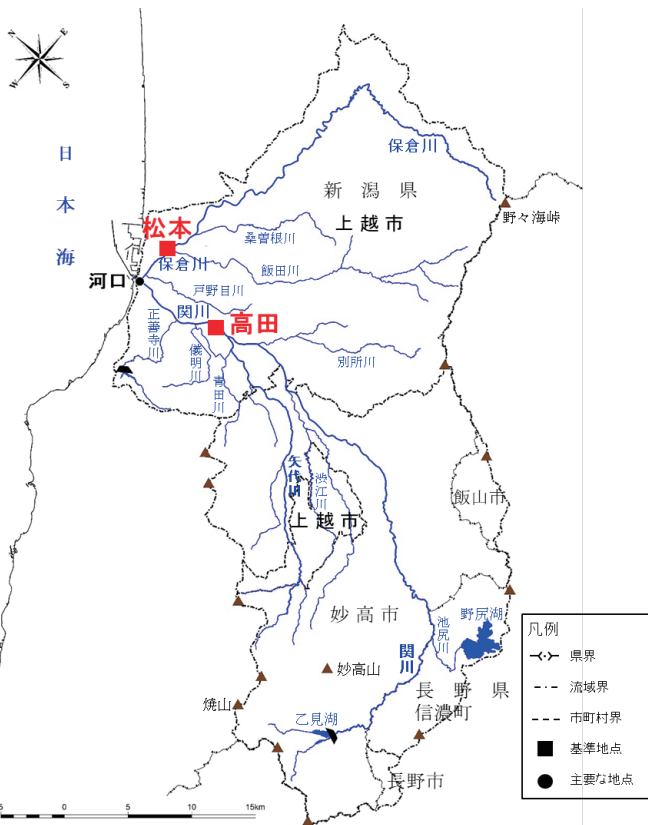 N
E
W
S
日本海
保倉川
新潟県
上越市
野々海峠
松本
桑曽根川
保倉川
飯田川
河口
戸野目川
関川
高田
正善寺川
儀明川
青田川
別所川
矢代川
渋江川
上越市
飯山市
妙高市
池尻川
野尻湖
関川
妙高山
長野県
信濃町
焼山
乙見湖
長野市
凡例
県界
流域界
市町村界
基準地点
主要な地点
5
0
5
10
15km